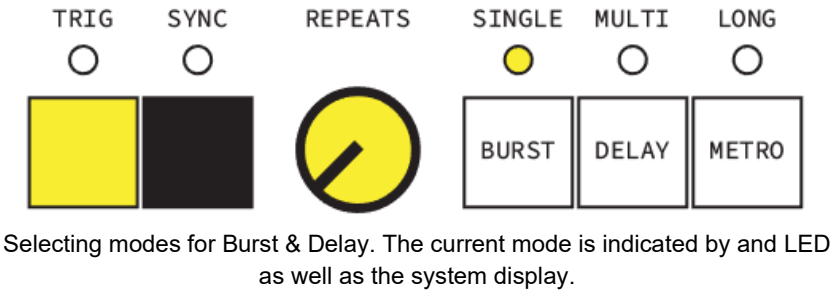 TRIG SYNC REPEATS SINGLE MULTI LONG
BURST DELAY METRO
Selecting modes for Burst & Delay. The current mode is indicated by and LED
as well as the system display.